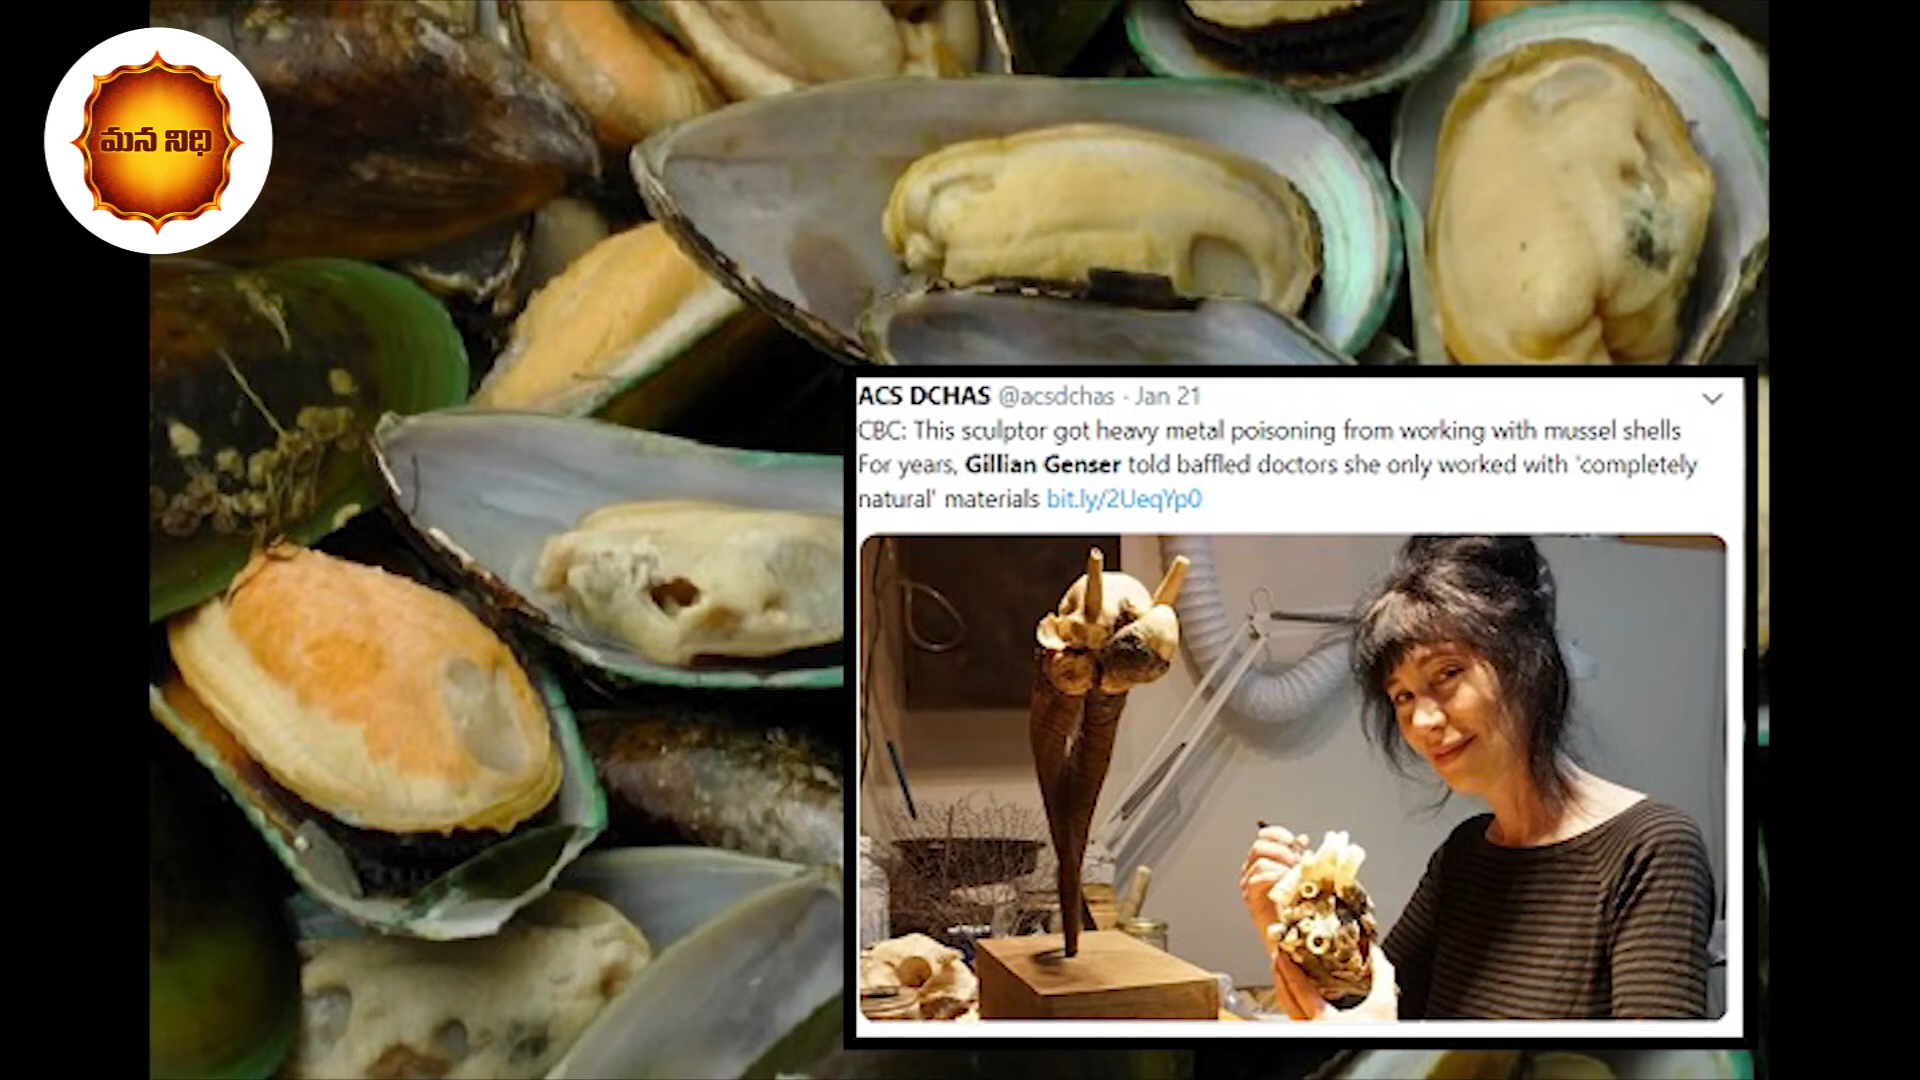 మన నిధి
ACS DCHAS @acsdchas · Jan 21
CBC: This sculptor got heavy metal poisoning from working with mussel shells
For years, Gillian Genser told baffled doctors she only worked with 'completely
natural' materials bit.ly/2UeqYp0